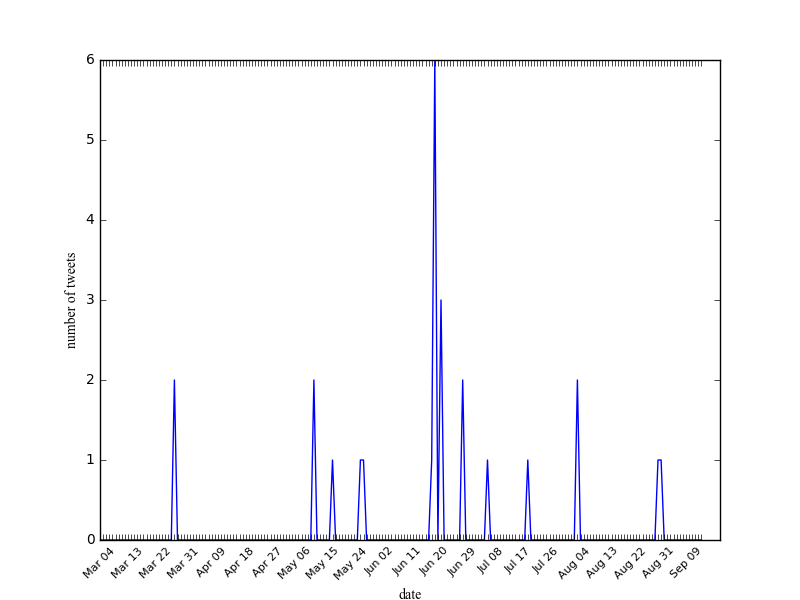 6
5
4
3
2
1
0
number of tweets
Mar 04
Mar 13
Mar 22
Mar 31
Apr 09
Apr 18
Apr 27
May 06
May 15
May 24
Jun 02
Jun 11
Jun 20
Jun 29
Jul 08
Jul 17
Jul 26
Aug 04
Aug 13
Aug 22
Aug 31
Sep 09
date